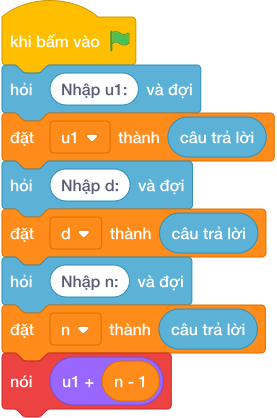 khi bấm vào
hỏi Nhập u1: và đợi
đặt u1 thành câu trả lời
hỏi Nhập d: và đợi
đặt d thành câu trả lời
hỏi Nhập n: và đợi
đặt n thành câu trả lời
nói u1 + n - 1